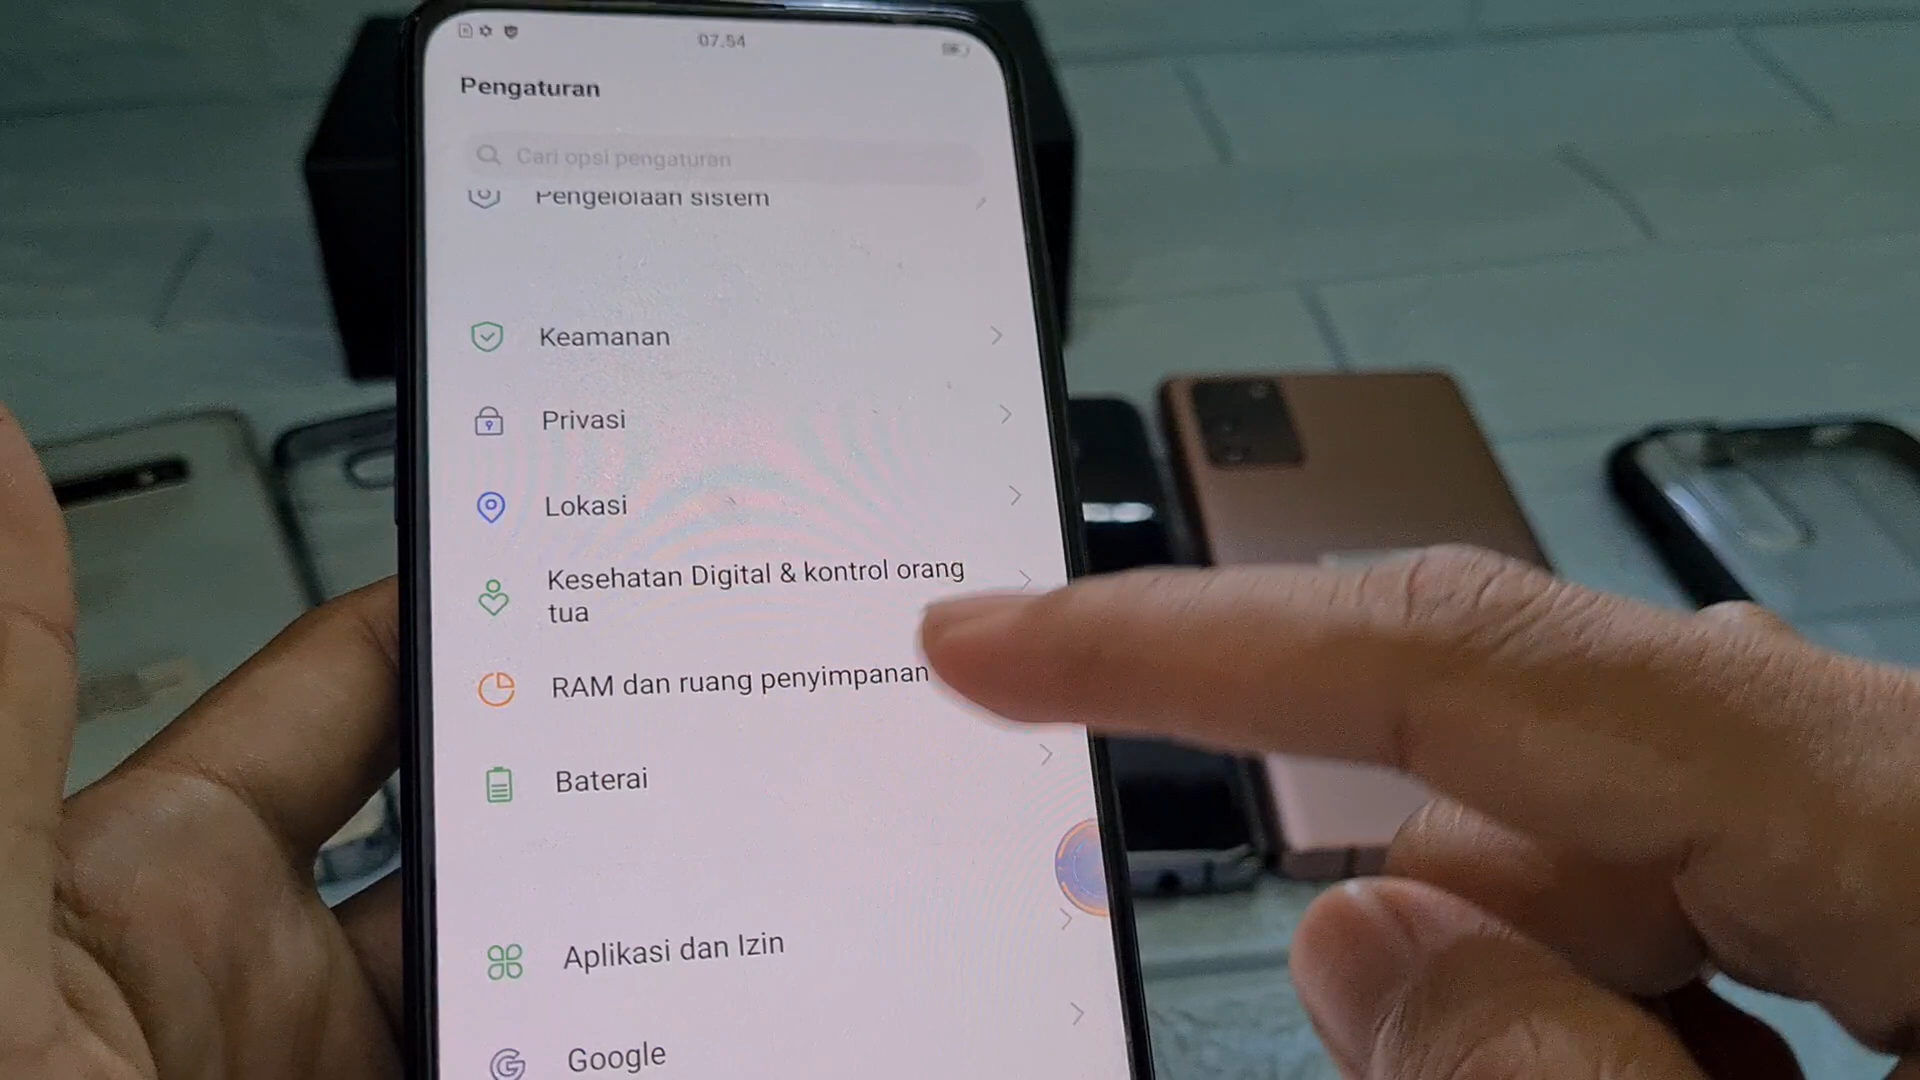 07.54
Pengaturan
Cari opsi pengaturan
Pengelolaan sistem
Keamanan
Privasi
Lokasi
Kesehatan Digital & kontrol orang
tua
RAM dan ruang penyimpanan
Baterai
Aplikasi dan Izin
Google